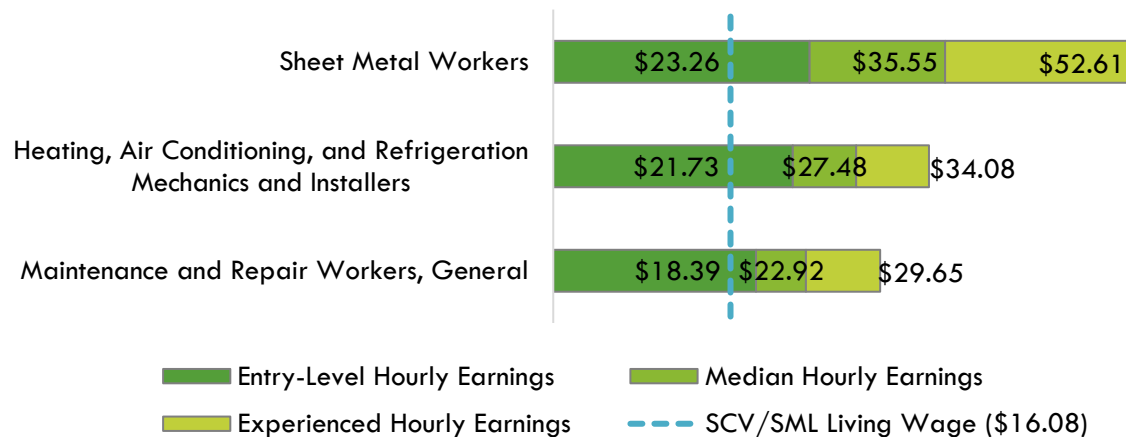 Sheet Metal Workers
$23.26
$35.55
$52.61
Heating, Air Conditioning, and Refrigeration
Mechanics and Installers
$21.73
$27.48
$34.08
Maintenance and Repair Workers, General
$18.39
$22.92
$29.65
Entry-Level Hourly Earnings
Median Hourly Earnings
Experienced Hourly Earnings
SCV/SML Living Wage ($16.08)